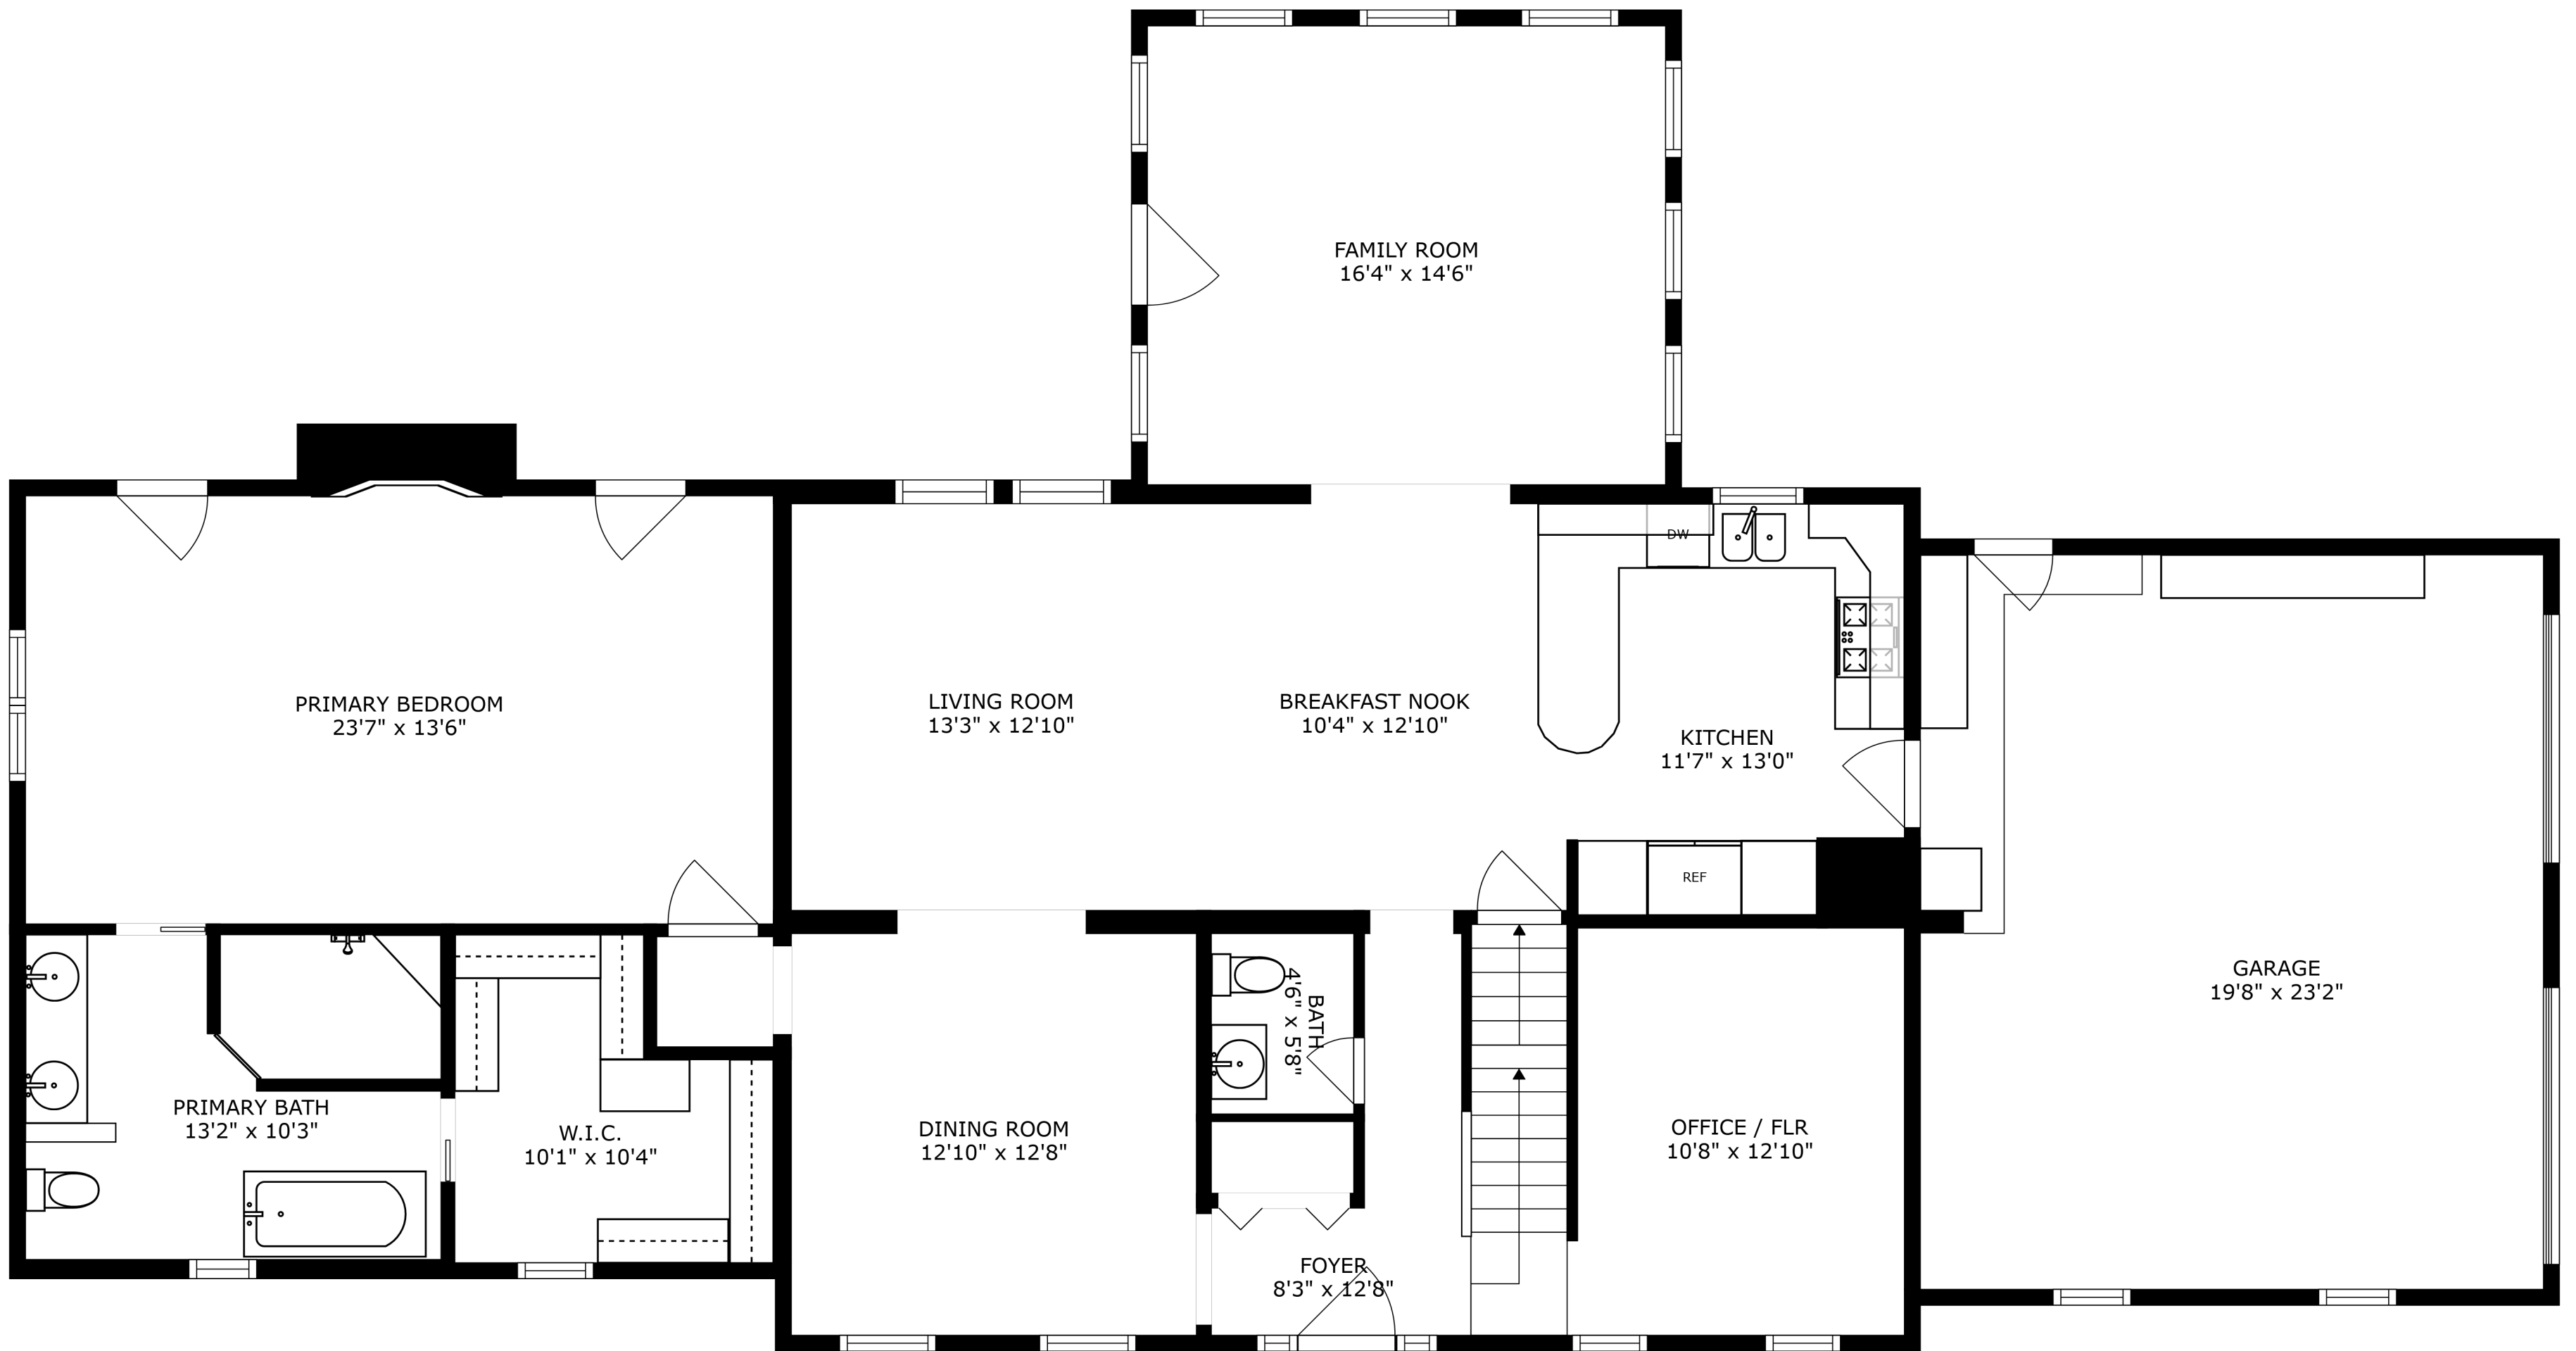 FAMILY ROOM
16'4" x 14'6"
PRIMARY BEDROOM
23'7" x 13'6"
LIVING ROOM
13'3" x 12'10"
BREAKFAST NOOK
10'4" x 12'10"
DW
KITCHEN
11'7" x 13'0"
REF
GARAGE
19'8" x 23'2"
PRIMARY BATH
13'2" x 10'3"
W.I.C.
10'1" x 10'4"
DINING ROOM
12'10" x 12'8"
BATH
4'6" x 5'8"
OFFICE / FLR
10'8" x 12'10"
FOYER
8'3" x 12'8"